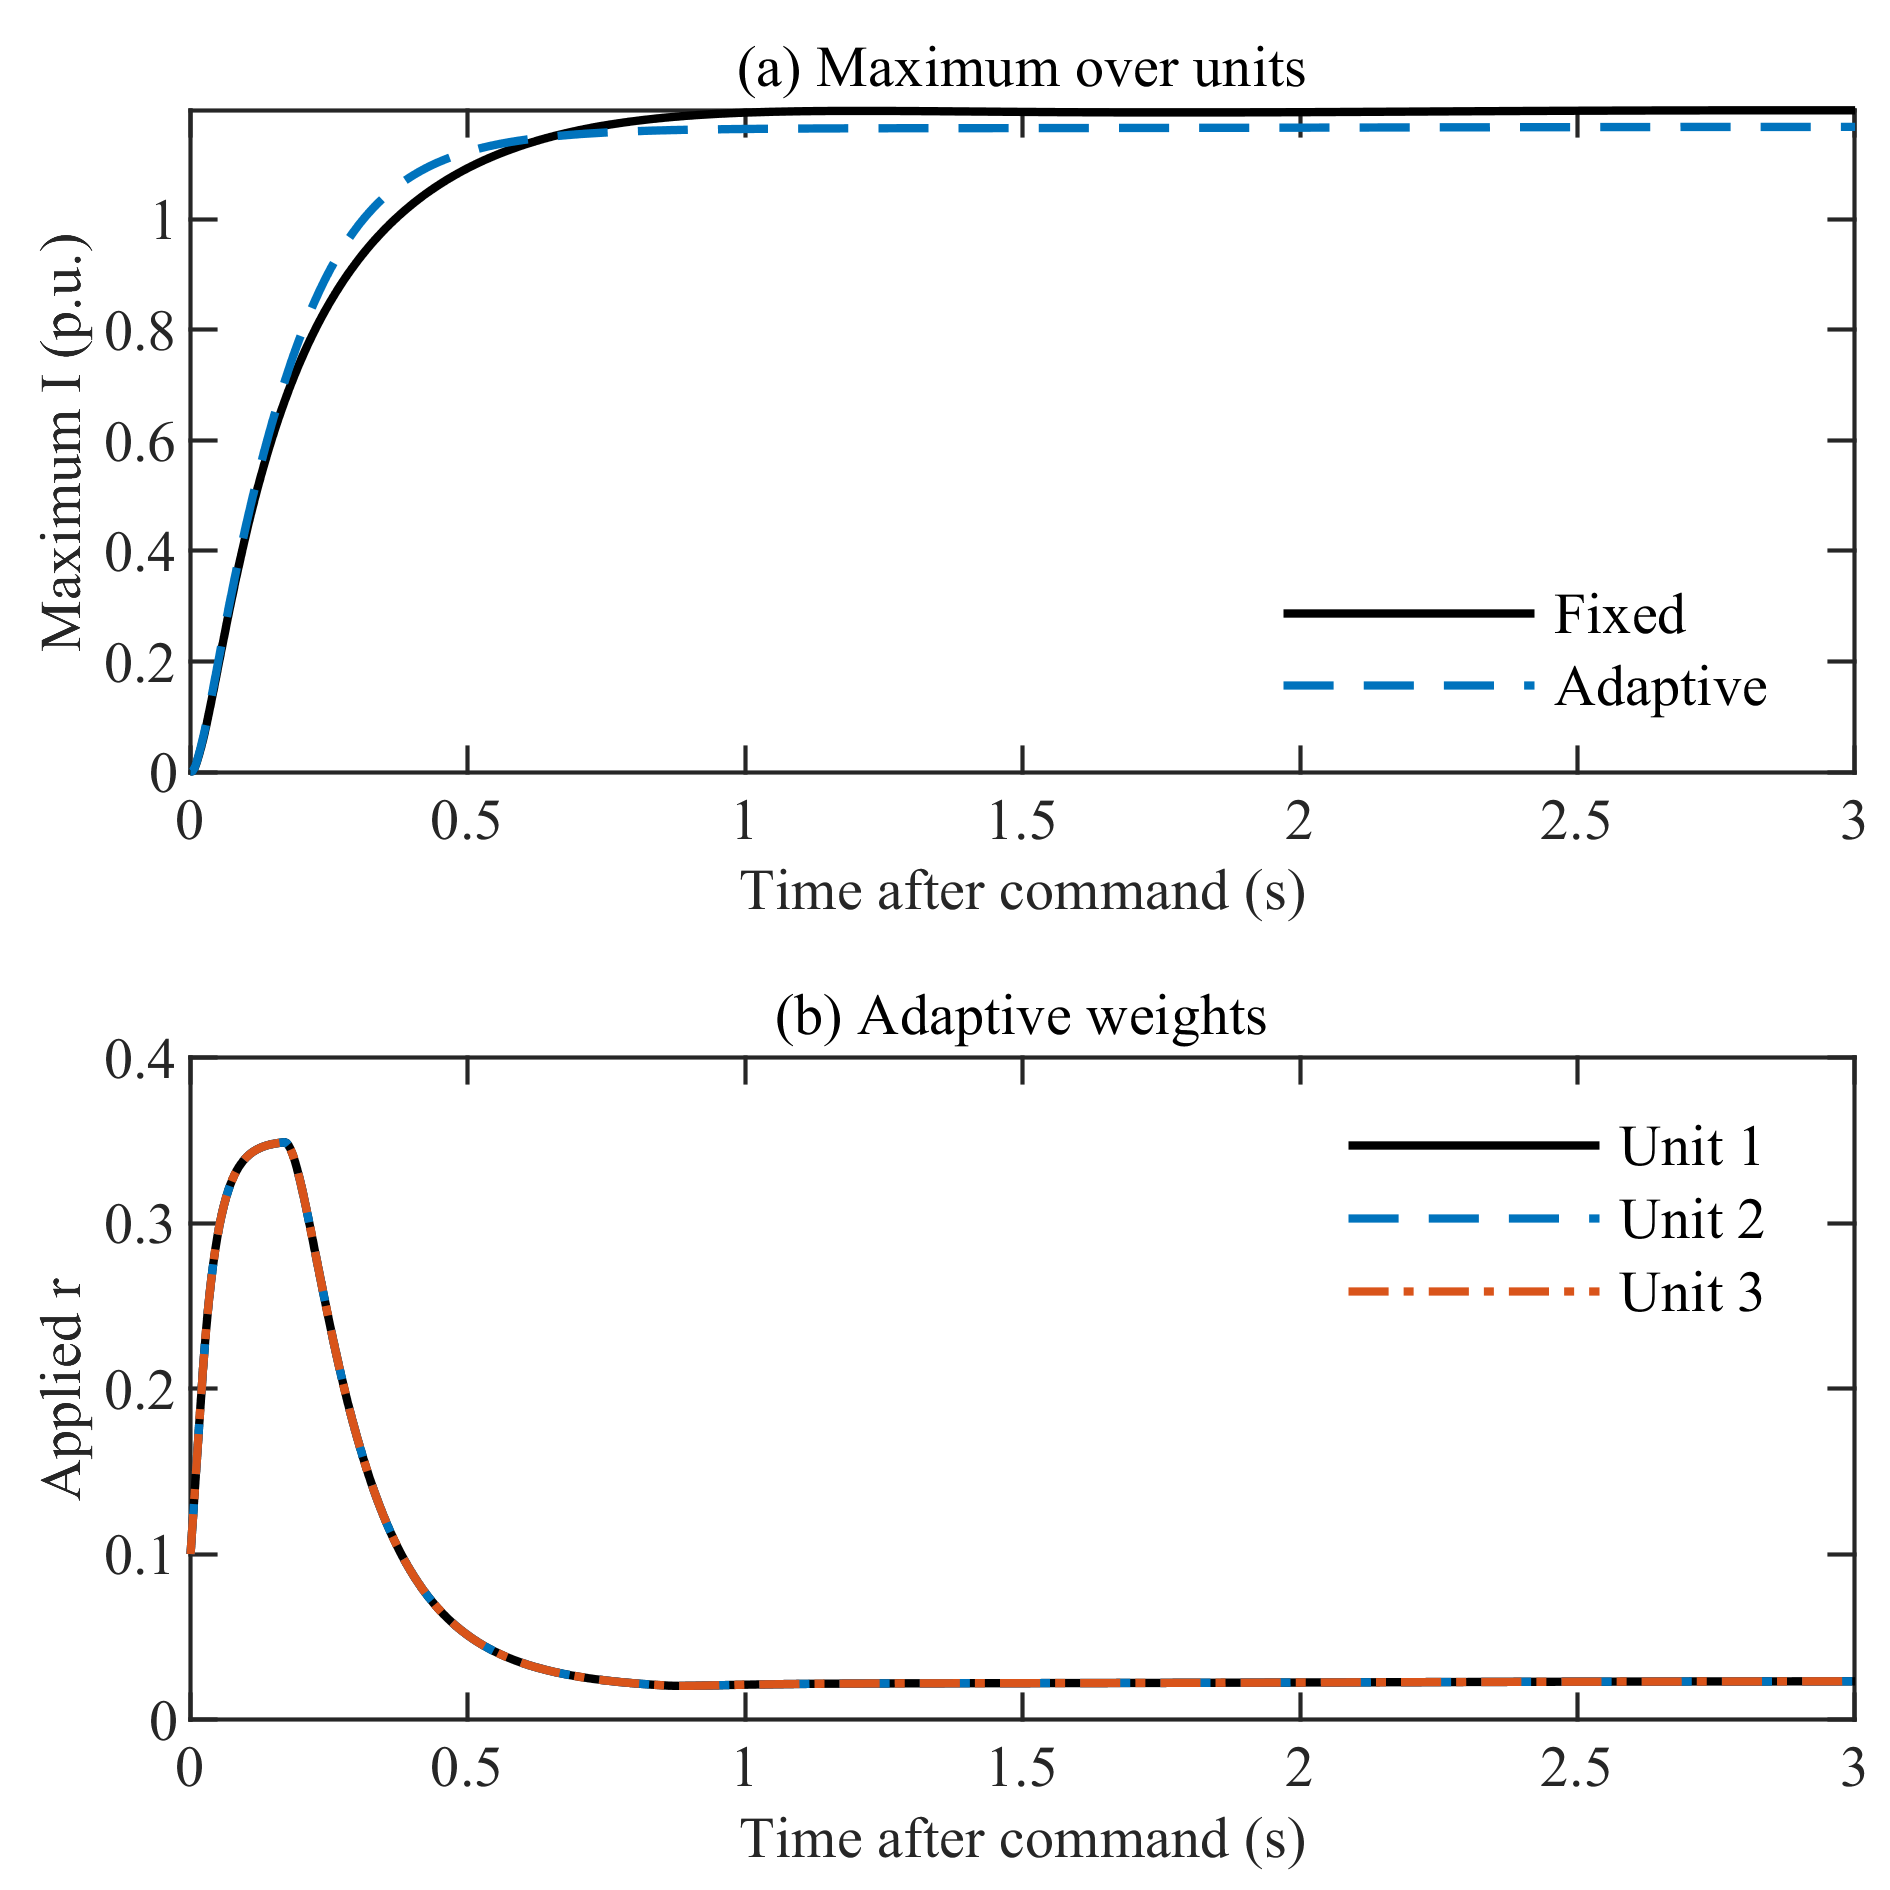 (a) Maximum over units
Maximum I (p.u.)
1
0.8
0.6
0.4
0.2
0
Fixed
Adaptive
0 0.5 1 1.5 2 2.5 3
Time after command (s)
(b) Adaptive weights
Applied r
0.4
0.3
0.2
0.1
0
Unit 1
Unit 2
Unit 3
0 0.5 1 1.5 2 2.5 3
Time after command (s)